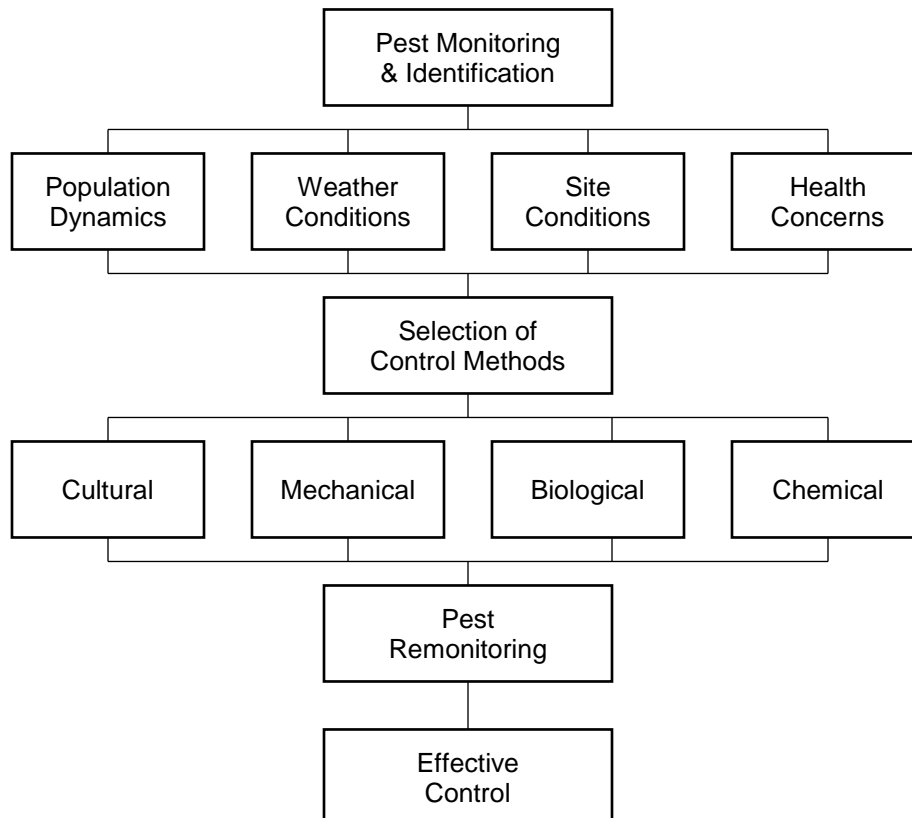 Pest Monitoring
& Identification
Population
Dynamics
Weather
Conditions
Site
Conditions
Health
Concerns
Selection of
Control Methods
Cultural
Mechanical
Biological
Chemical
Pest
Remonitoring
Effective
Control